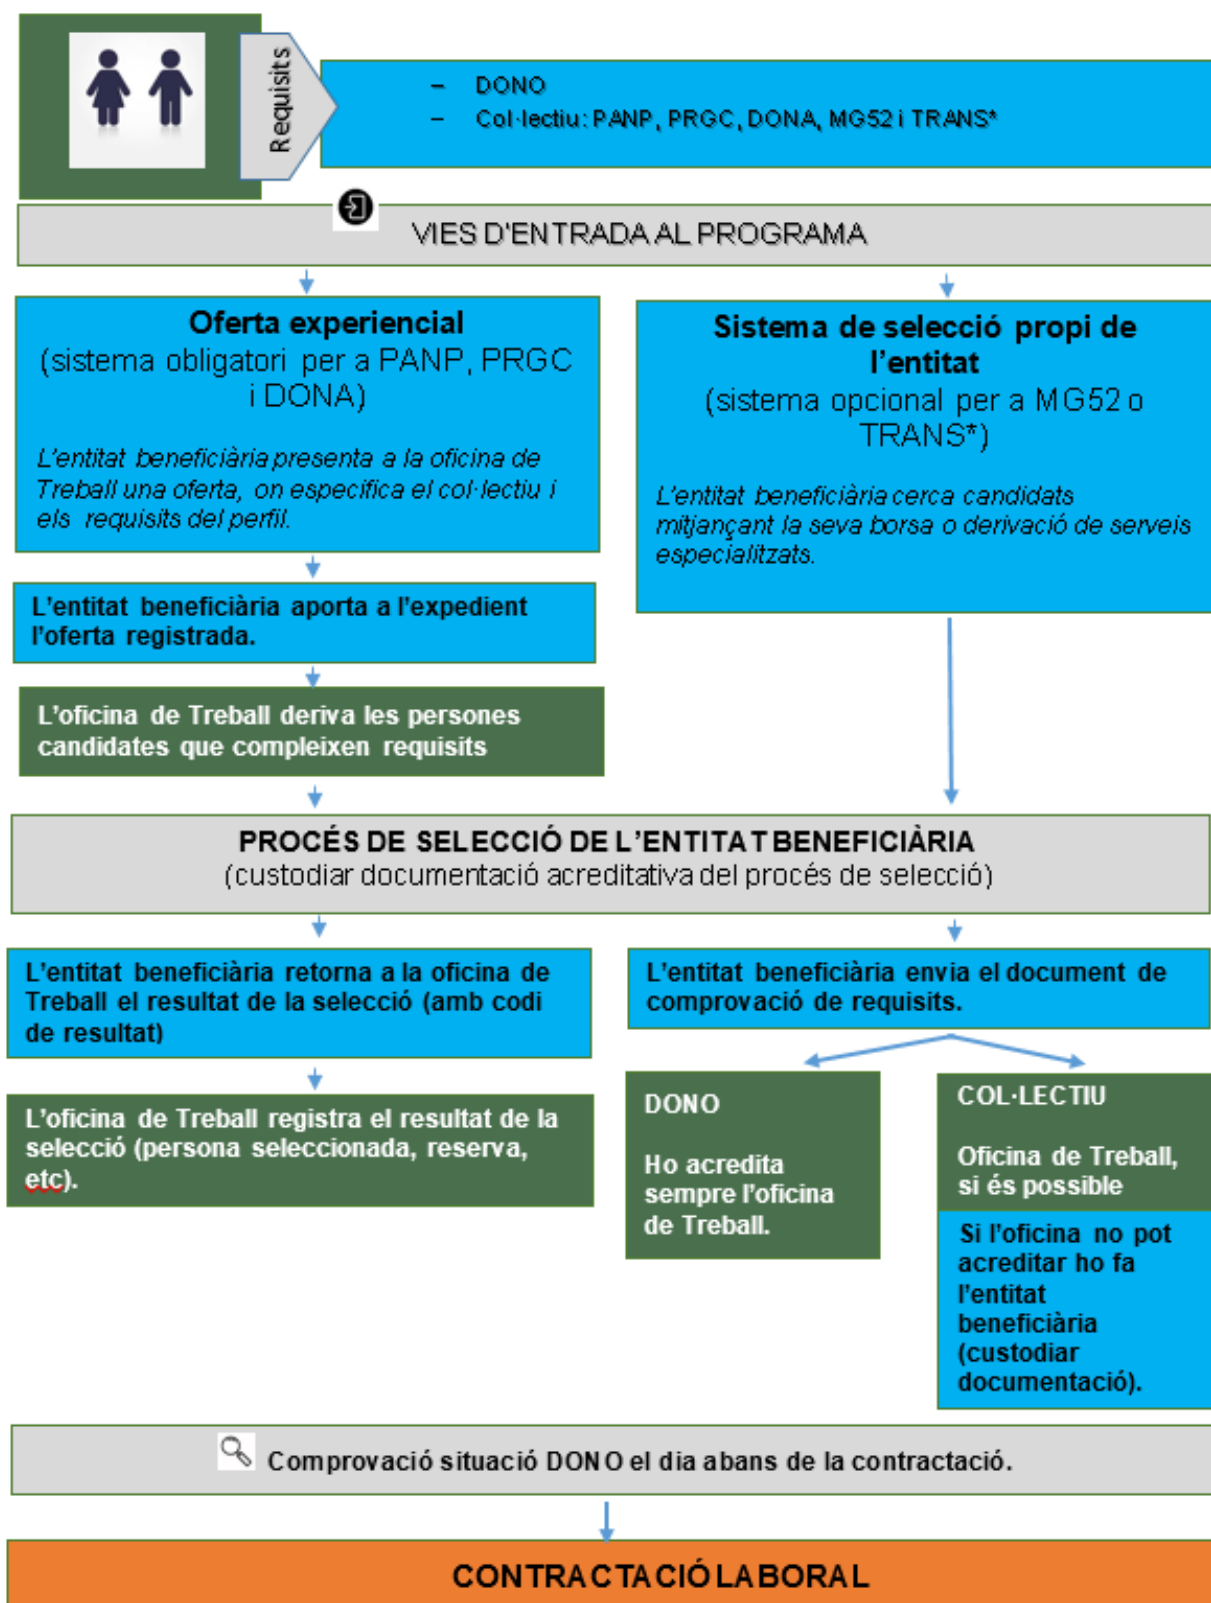 Requisits
– DONO
– Col·lectiu: PANP, PRGC, DONA, MG52 i TRANS*
VIES D'ENTRADA AL PROGRAMA
Oferta experiencial
(sistema obligatori per a PANP, PRGC
i DONA)
L'entitat beneficiària presenta a la oficina de
Treball una oferta, on especifica el col·lectiu i
els requisits del perfil.
L'entitat beneficiària aporta a l'expedient
l'oferta registrada.
L'oficina de Treball deriva les persones
candidates que compleixen requisits
Sistema de selecció propi de
l'entitat
(sistema opcional per a MG52 o
TRANS*)
L'entitat beneficiària cerca candidats
mitjançant la seva borsa o derivació de serveis
especialitzats.
PROCÉS DE SELECCIÓ DE L'ENTITAT BENEFICIÀRIA
(custodiar documentació acreditativa del procés de selecció)
L'entitat beneficiària retorna a la oficina de
Treball el resultat de la selecció (amb codi
de resultat)
L'oficina de Treball registra el resultat de la
selecció (persona seleccionada, reserva,
etc).
L'entitat beneficiària envia el document de
comprovació de requisits.
DONO
Ho acredita
sempre l'oficina
de Treball.
COL·LECTIU
Oficina de Treball,
si és possible
Si l'oficina no pot
acreditar ho fa
l'entitat
beneficiària
(custodiar
documentació).
Comprovació situació DONO el dia abans de la contractació.
CONTRACTACIÓ LABORAL